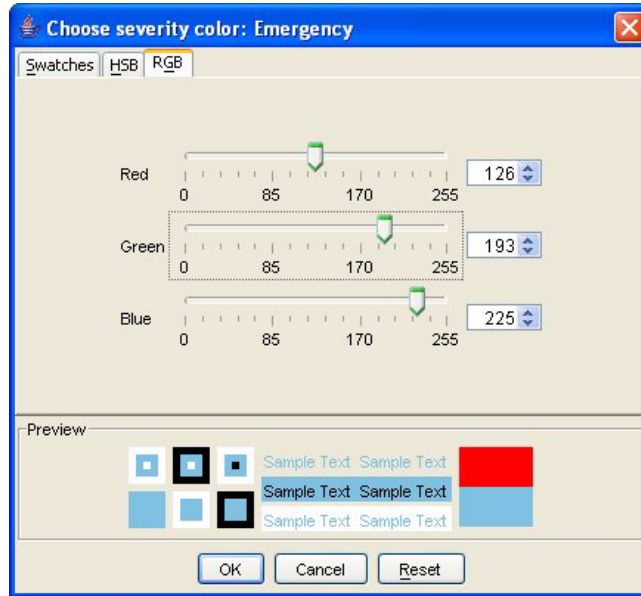 Choose severity color: Emergency
Swatches HSB RGB
Red 126
0 85 170 255
Green 193
0 85 170 255
Blue 225
0 85 170 255
Preview
Sample Text Sample Text
Sample Text Sample Text
Sample Text Sample Text
OK Cancel Reset